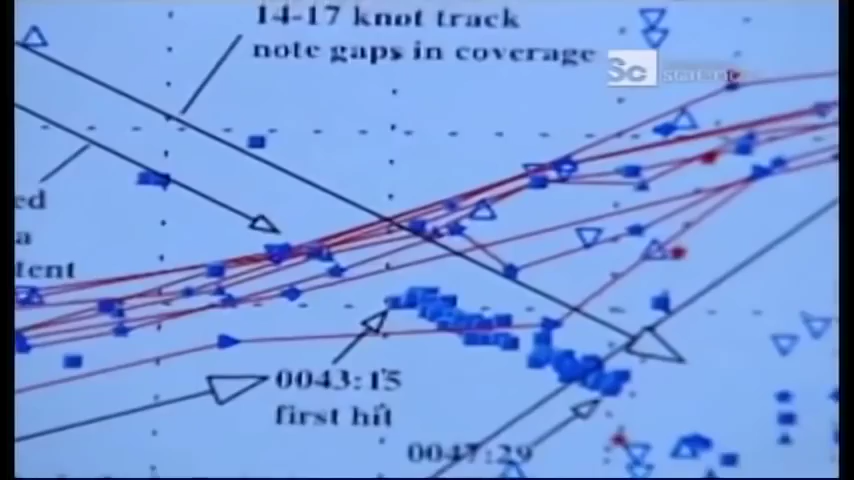 14-17 knot track
note gaps in coverage
Sc
ed
a
tent
0043:15
first hit
0047:29